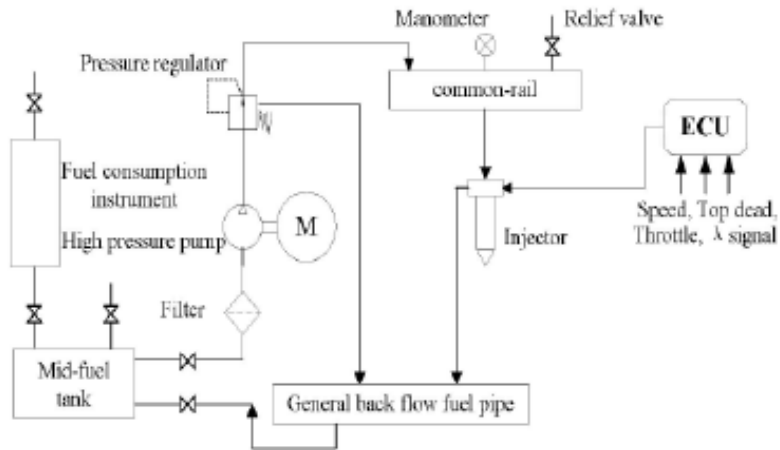 Manometer
Relief valve
Pressure regulator
common-rail
ECU
Fuel consumption
instrument
Speed, Top dead,
Throttle, λ signal
High pressure pump
M
Injector
Filter
Mid-fuel
tank
General back flow fuel pipe